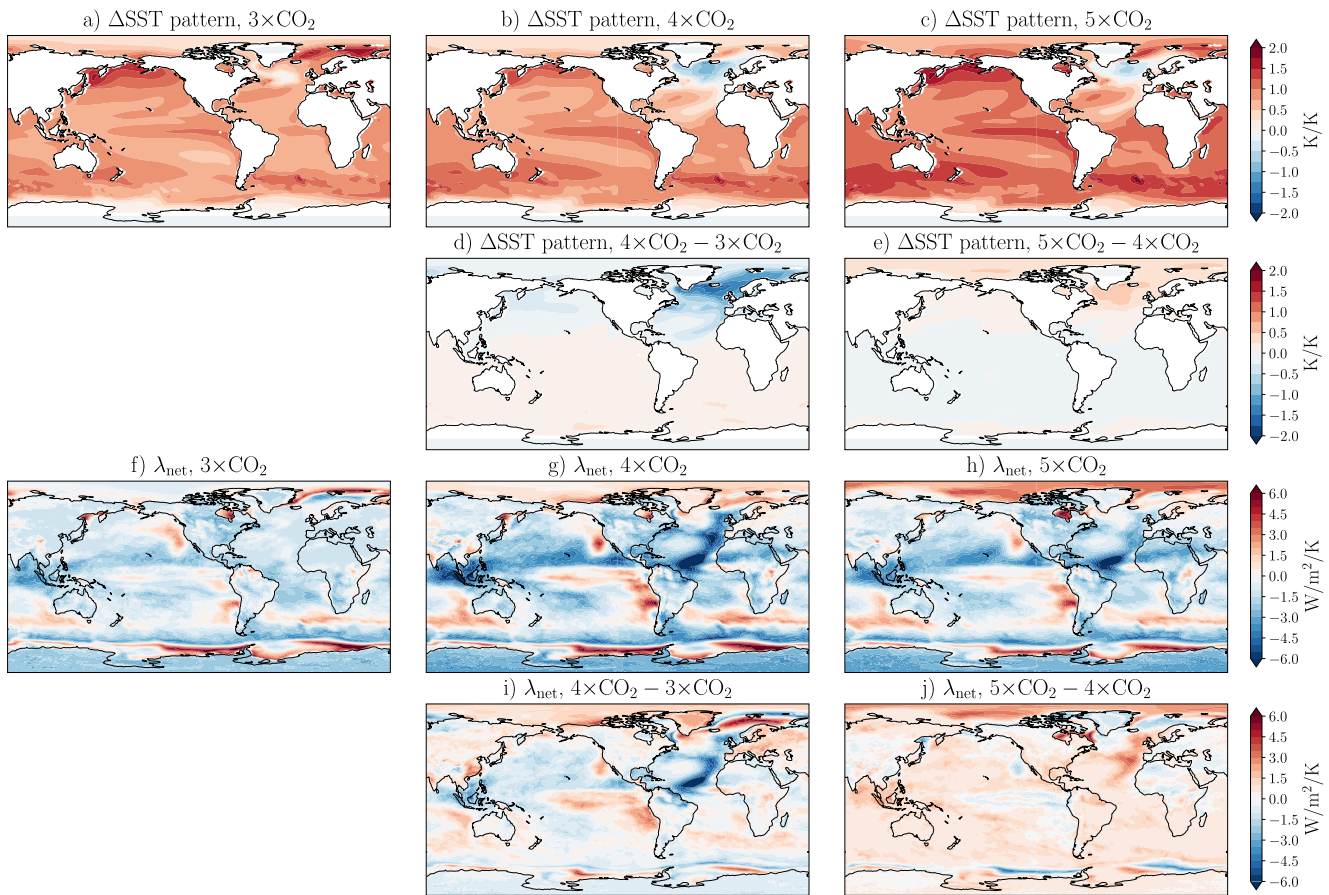 a) ΔSST pattern, 3×CO₂
b) ΔSST pattern, 4×CO₂
c) ΔSST pattern, 5×CO₂
2.0
1.5
1.0
0.5
0.0
−0.5
−1.0
−1.5
−2.0
K/K
d) ΔSST pattern, 4×CO₂ − 3×CO₂
e) ΔSST pattern, 5×CO₂ − 4×CO₂
2.0
1.5
1.0
0.5
0.0
−0.5
−1.0
−1.5
−2.0
K/K
f) λnet, 3×CO₂
g) λnet, 4×CO₂
h) λnet, 5×CO₂
6.0
4.5
3.0
1.5
0.0
−1.5
−3.0
−4.5
−6.0
W/m²/K
i) λnet, 4×CO₂ − 3×CO₂
j) λnet, 5×CO₂ − 4×CO₂
6.0
4.5
3.0
1.5
0.0
−1.5
−3.0
−4.5
−6.0
W/m²/K